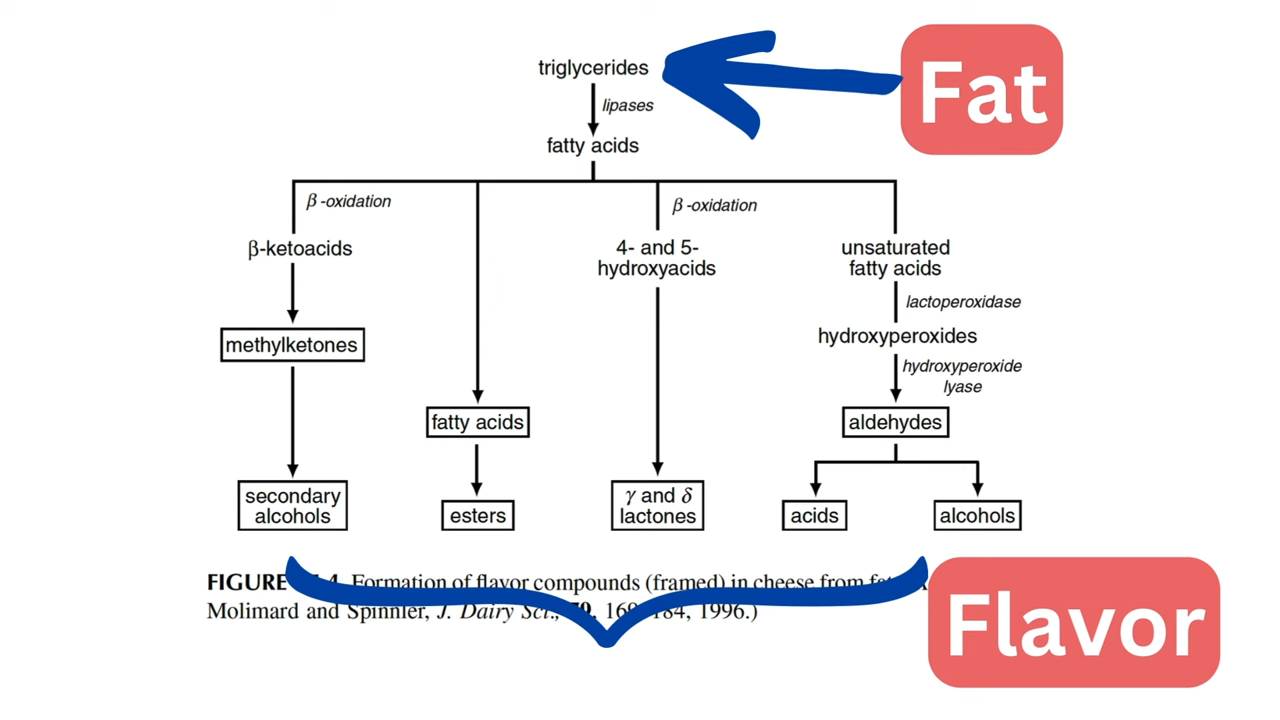 triglycerides
Fat
lipases
fatty acids
β -oxidation
β -oxidation
β-ketoacids
4- and 5-
hydroxyacids
unsaturated
fatty acids
lactoperoxidase
hydroxyperoxides
methylketones
hydroxyperoxide
lyase
fatty acids
aldehydes
secondary
alcohols
esters
γ and δ
lactones
acids
alcohols
FIGURE Formation of flavor compounds (framed) in cheese from
Molimard and Spinnler, J. Dairy Sci., 1996.)
Flavor